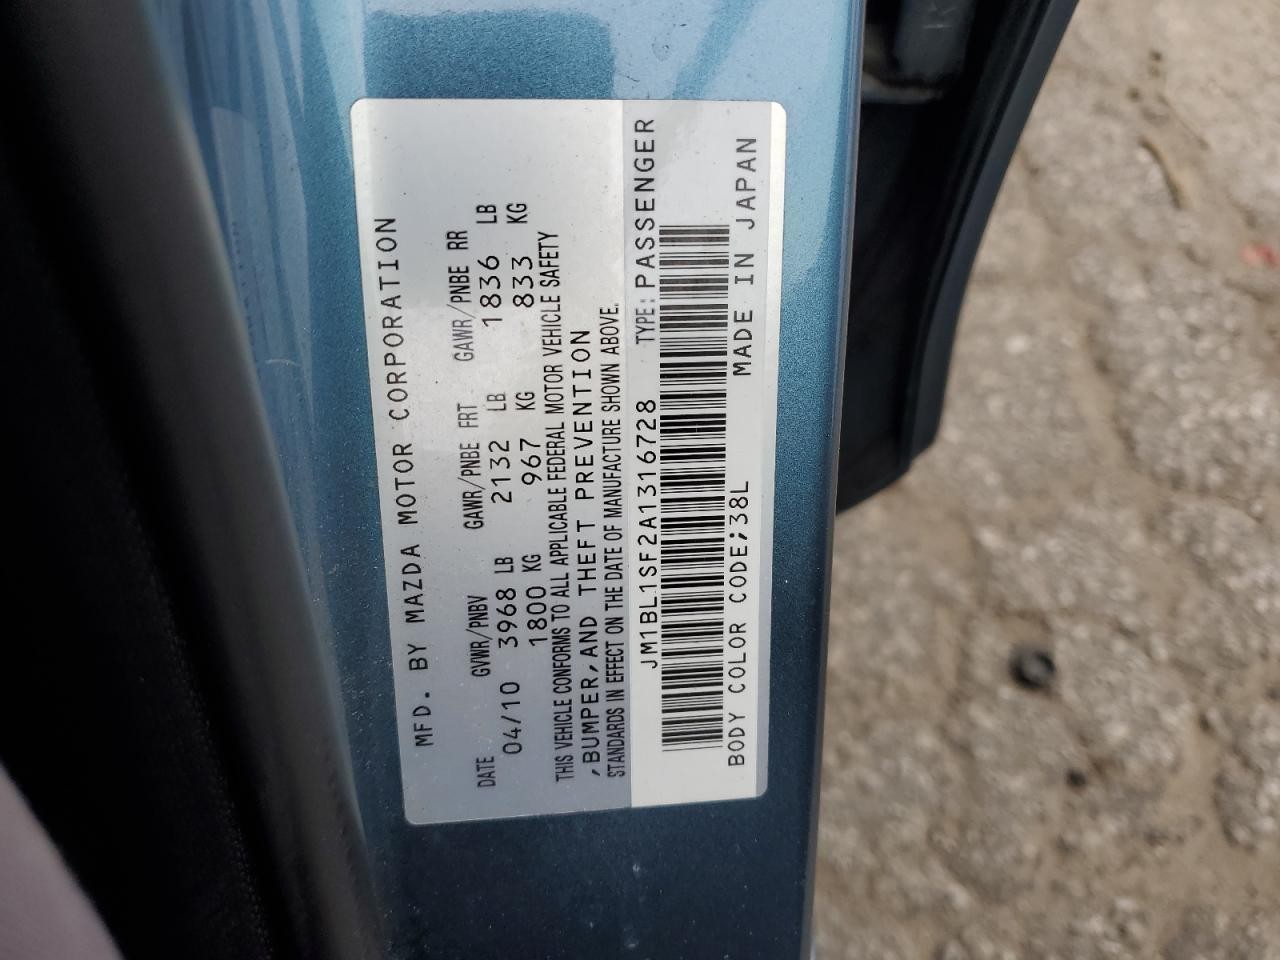 MFD. BY MAZDA MOTOR CORPORATION
DATE GVWR/PNBV GAWR/PNBE FRT GAWR/PNBE RR
04/10 3968 LB 2132 LB 1836 LB
1800 KG 967 KG 833 KG
THIS VEHICLE CONFORMS TO ALL APPLICABLE FEDERAL MOTOR VEHICLE SAFETY
,BUMPER,AND THEFT PREVENTION
STANDARDS IN EFFECT ON THE DATE OF MANUFACTURE SHOWN ABOVE.
JM1BL1SF2A1316728 TYPE: PASSENGER
BODY COLOR CODE;38L MADE IN JAPAN